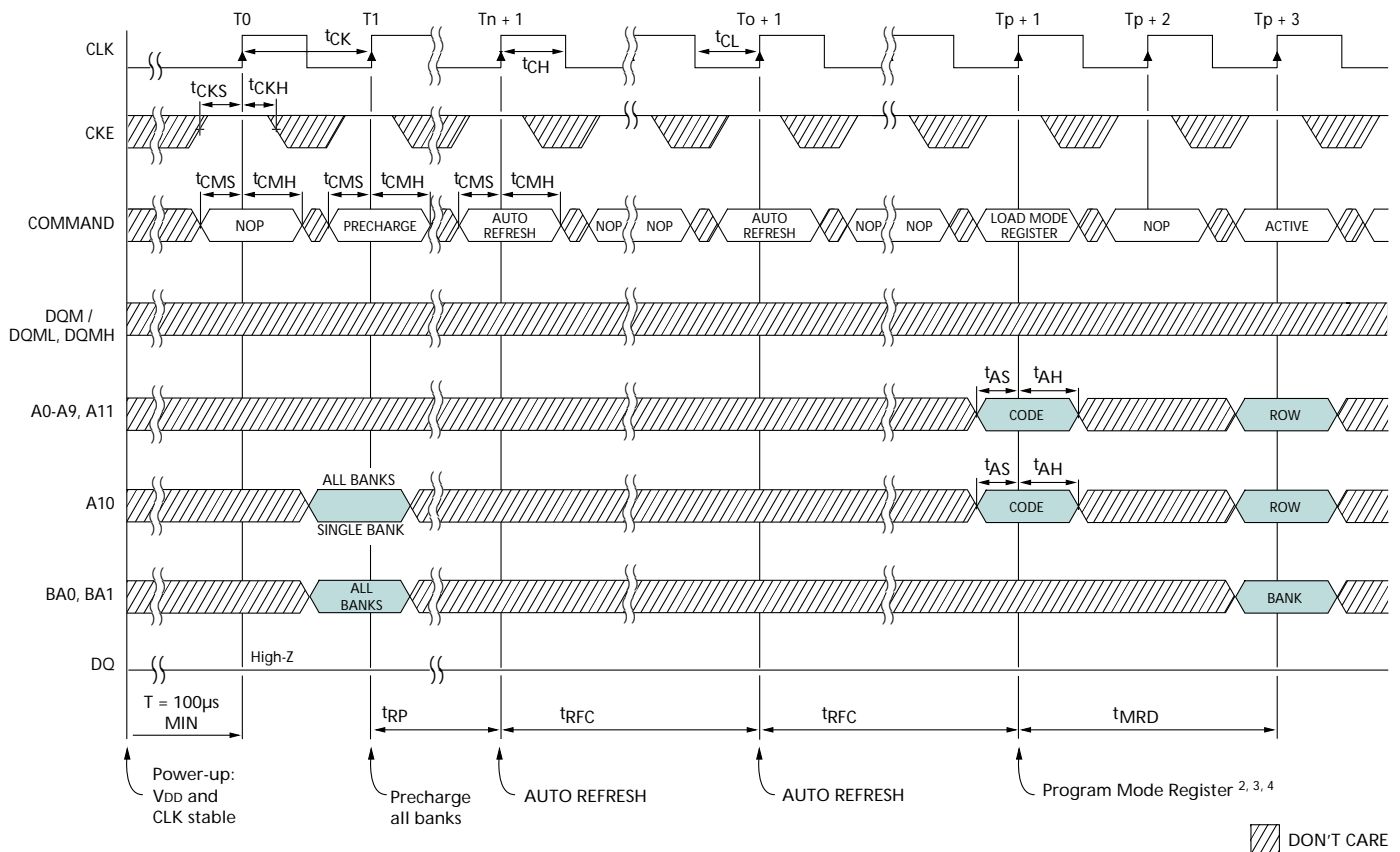 T0 T1 Tn + 1 To + 1 Tp + 1 Tp + 2 Tp + 3
CLK
tCK
tCH
tCL
tCKS tCKH
CKE
tCMS tCMH tCMS tCMH tCMS tCMH
COMMAND
NOP
PRECHARGE
AUTO
REFRESH
NOP
NOP
AUTO
REFRESH
NOP
NOP
LOAD MODE
REGISTER
NOP
ACTIVE
DQM /
DQML, DQMH
tAS tAH
A0-A9, A11
CODE
ROW
tAS tAH
A10
ALL BANKS
SINGLE BANK
CODE
ROW
BA0, BA1
ALL
BANKS
BANK
DQ
High-Z
T = 100µs
MIN
tRP
tRFC
tRFC
tMRD
Power-up:
VDD and
CLK stable
Precharge
all banks
AUTO REFRESH
AUTO REFRESH
Program Mode Register 2, 3, 4
DON'T CARE